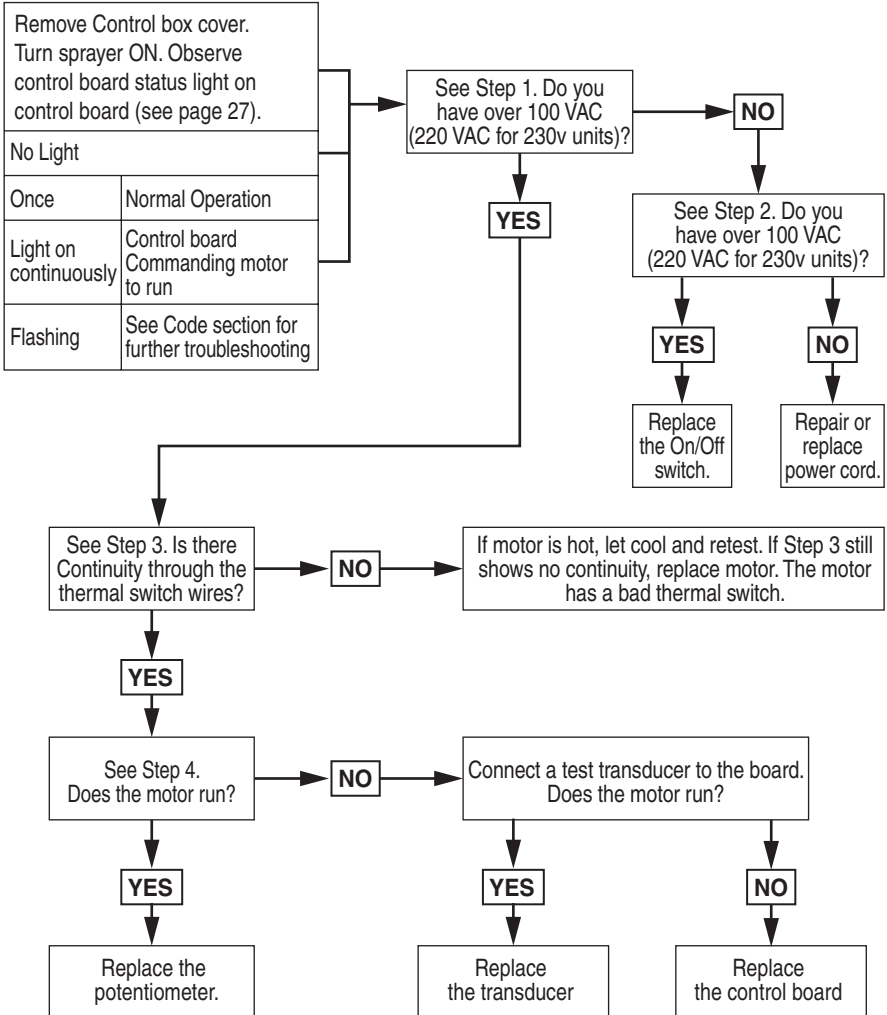 Remove Control box cover.
Turn sprayer ON. Observe
control board status light on
control board (see page 27).
No Light
Once
Normal Operation
Light on
continuously
Control board
Commanding motor
to run
Flashing
See Code section for
further troubleshooting
See Step 1. Do you
have over 100 VAC
(220 VAC for 230v units)?
NO
YES
See Step 2. Do you
have over 100 VAC
(220 VAC for 230v units)?
YES
NO
Replace
the On/Off
switch.
Repair or
replace
power cord.
See Step 3. Is there
Continuity through the
thermal switch wires?
NO
If motor is hot, let cool and retest. If Step 3 still
shows no continuity, replace motor. The motor
has a bad thermal switch.
YES
See Step 4.
Does the motor run?
NO
Connect a test transducer to the board.
Does the motor run?
YES
YES
NO
Replace the
potentiometer.
Replace
the transducer
Replace
the control board